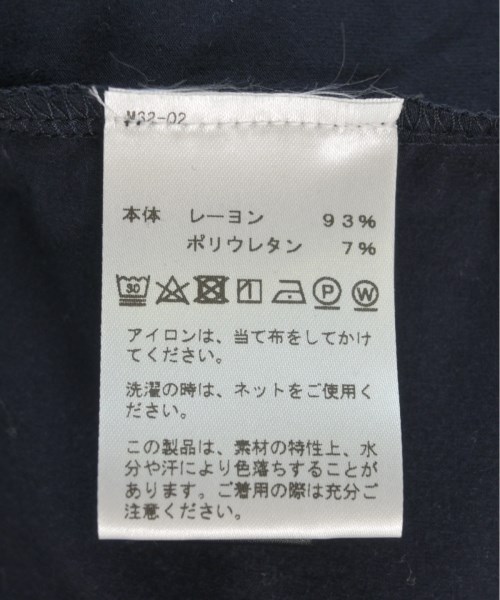 M32-02
本体 レーヨン 93%
ポリウレタン 7%
30 P W
アイロンは、当て布をしてかけ
てください。
洗濯の時は、ネットをご使用く
ださい。
この製品は、素材の特性上、水
分や汗により色落ちすることが
あります。ご着用の際は充分ご
注意ください。